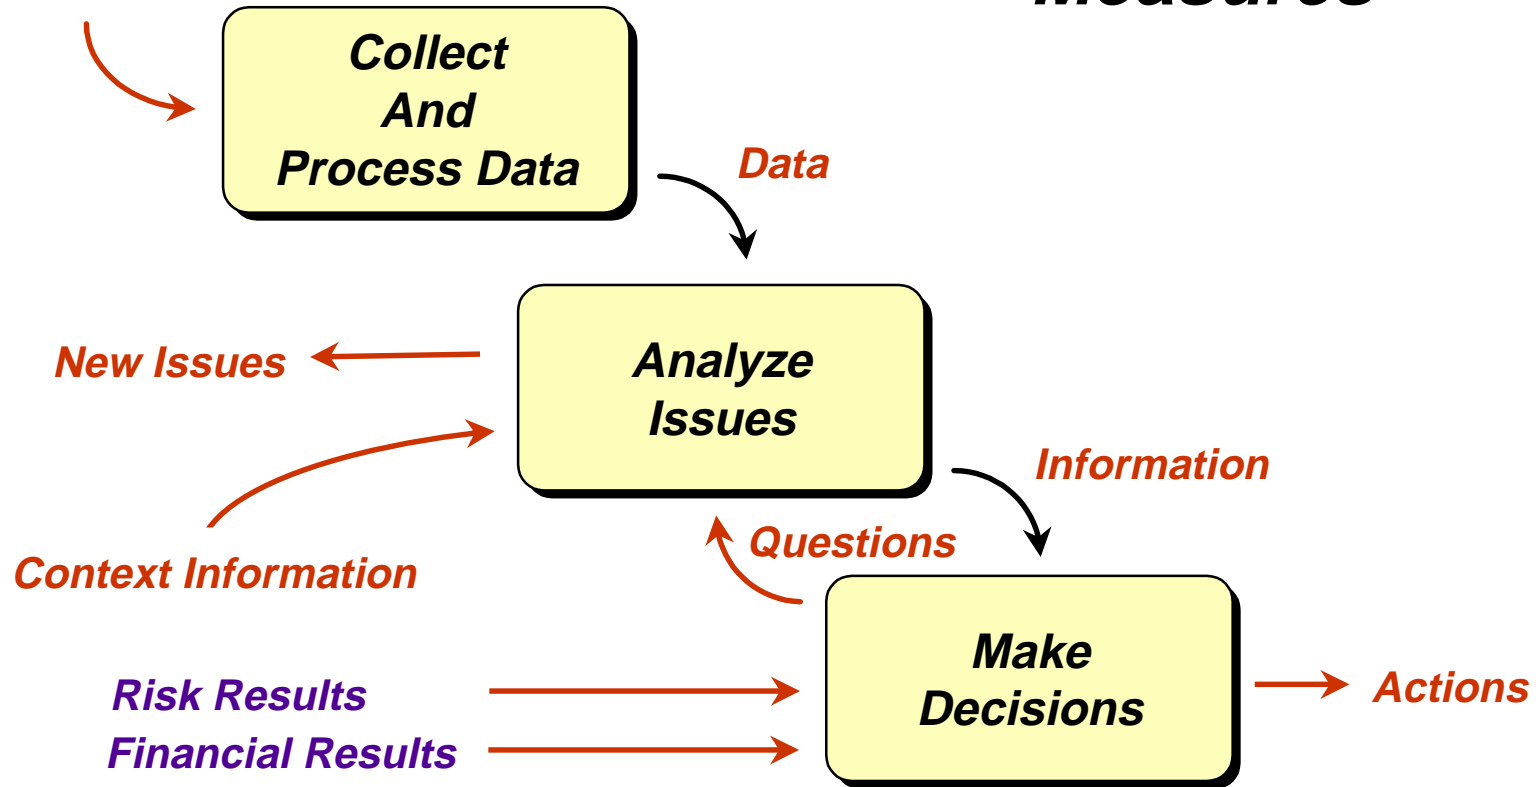 Measures
Collect
And
Process Data
Data
New Issues
Analyze
Issues
Information
Questions
Context Information
Make
Decisions
Risk Results
Actions
Financial Results